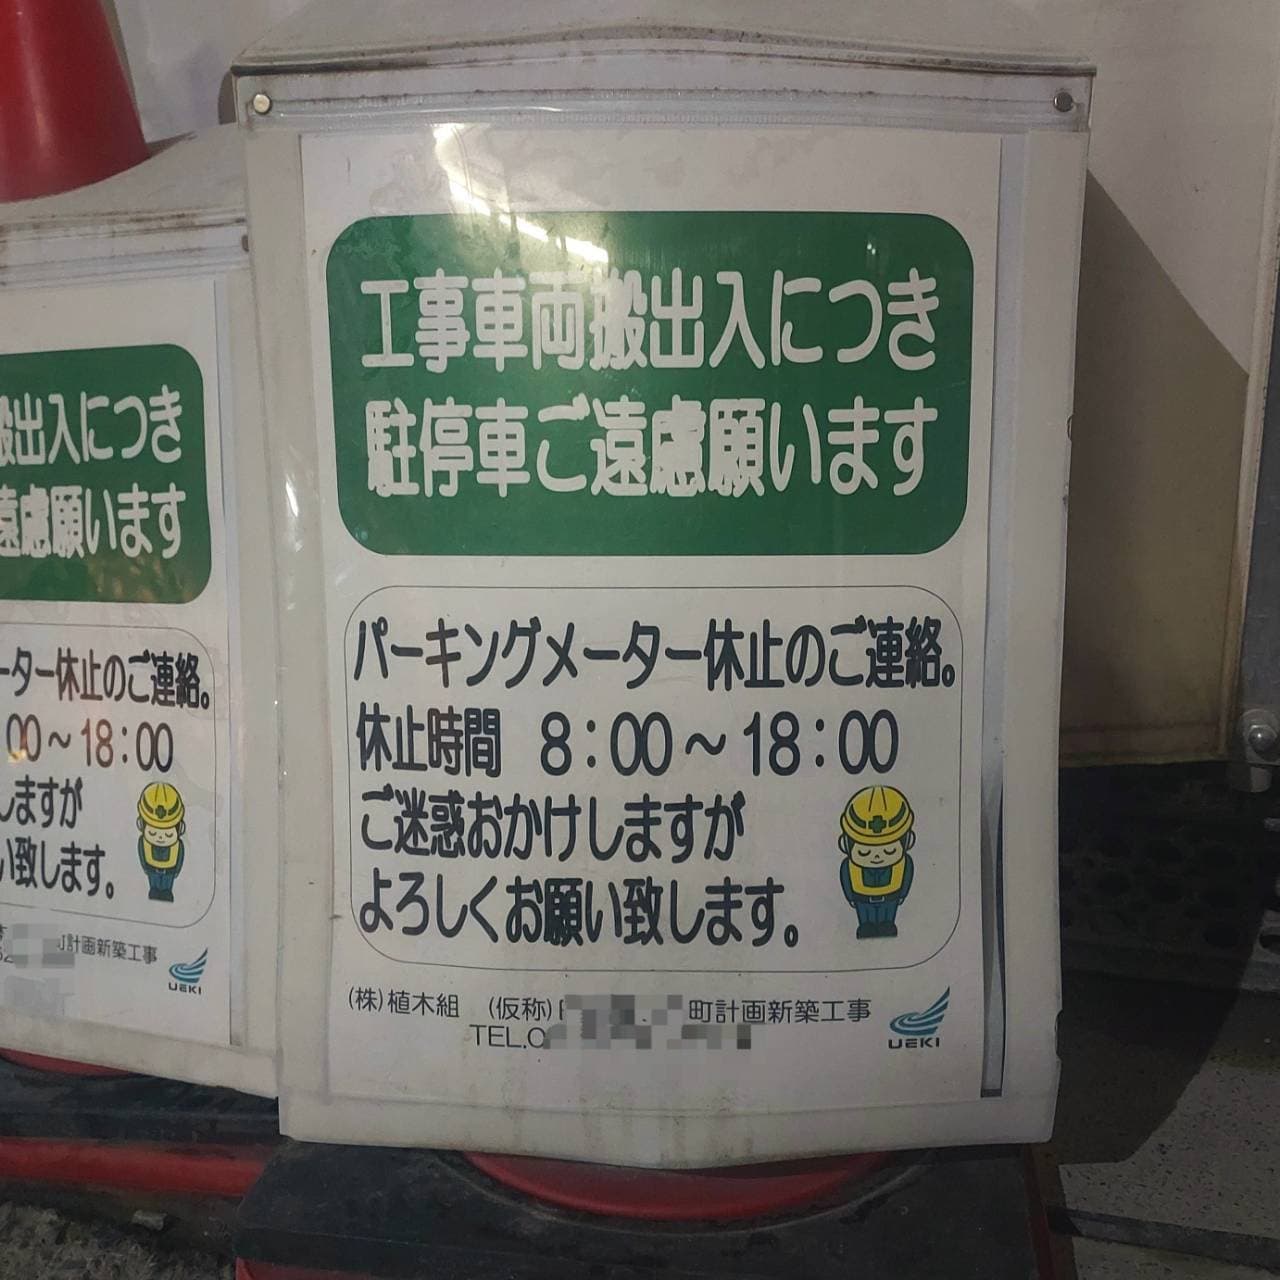 工事車両搬出入につき
駐停車ご遠慮願います
パーキングメーター休止のご連絡。
休止時間 8:00～18:00
ご迷惑おかけしますが
よろしくお願い致します。
(株)植木組 (仮称) 町計画新築工事
TEL.0
UEKI
搬出入につき
遠慮願います
ーター休止のご連絡。
00～18:00
しますが
い致します。
町計画新築工事
UEKI